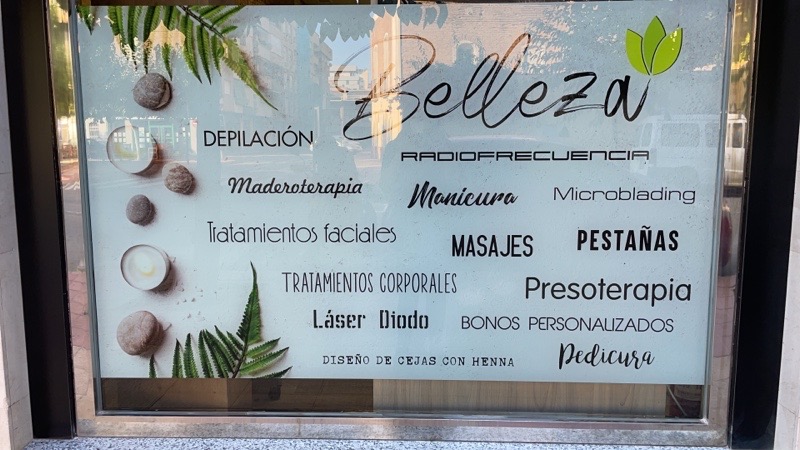 Belleza
DEPILACIÓN
RADIOFRECUENCIA
Maderoterapia
Manicura
Microblading
Tratamientos faciales
MASAJES
PESTAÑAS
TRATAMIENTOS CORPORALES
Presoterapia
Láser Diodo
BONOS PERSONALIZADOS
DISEÑO DE CEJAS CON HENNA
Pedicura